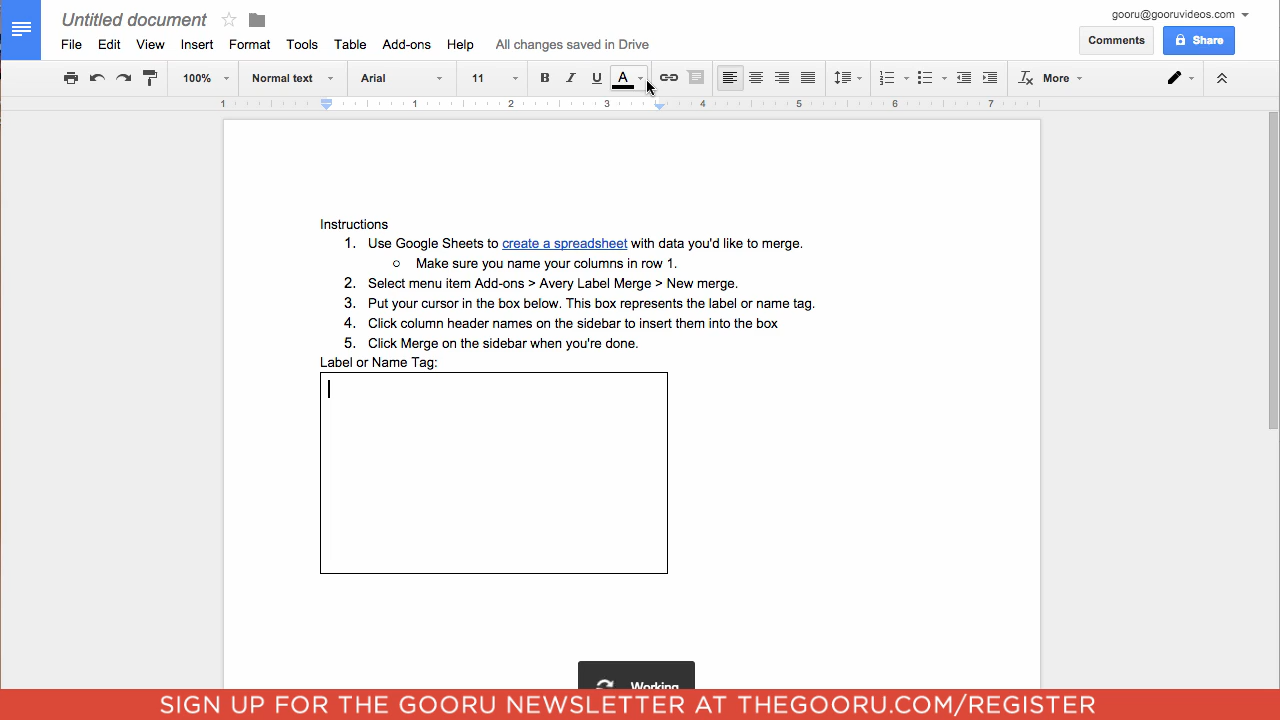 Untitled document
gooru@gooruvideos.com
File Edit View Insert Format Tools Table Add-ons Help All changes saved in Drive
Comments Share
100% Normal text Arial 11 B I U A More
1 1 2 3 4 5 6 7
Instructions
1. Use Google Sheets to create a spreadsheet with data you'd like to merge.
Make sure you name your columns in row 1.
2. Select menu item Add-ons > Avery Label Merge > New merge.
3. Put your cursor in the box below. This box represents the label or name tag.
4. Click column header names on the sidebar to insert them into the box
5. Click Merge on the sidebar when you're done.
Label or Name Tag:
Working
SIGN UP FOR THE GOORU NEWSLETTER AT THEGOORU.COM/REGISTER